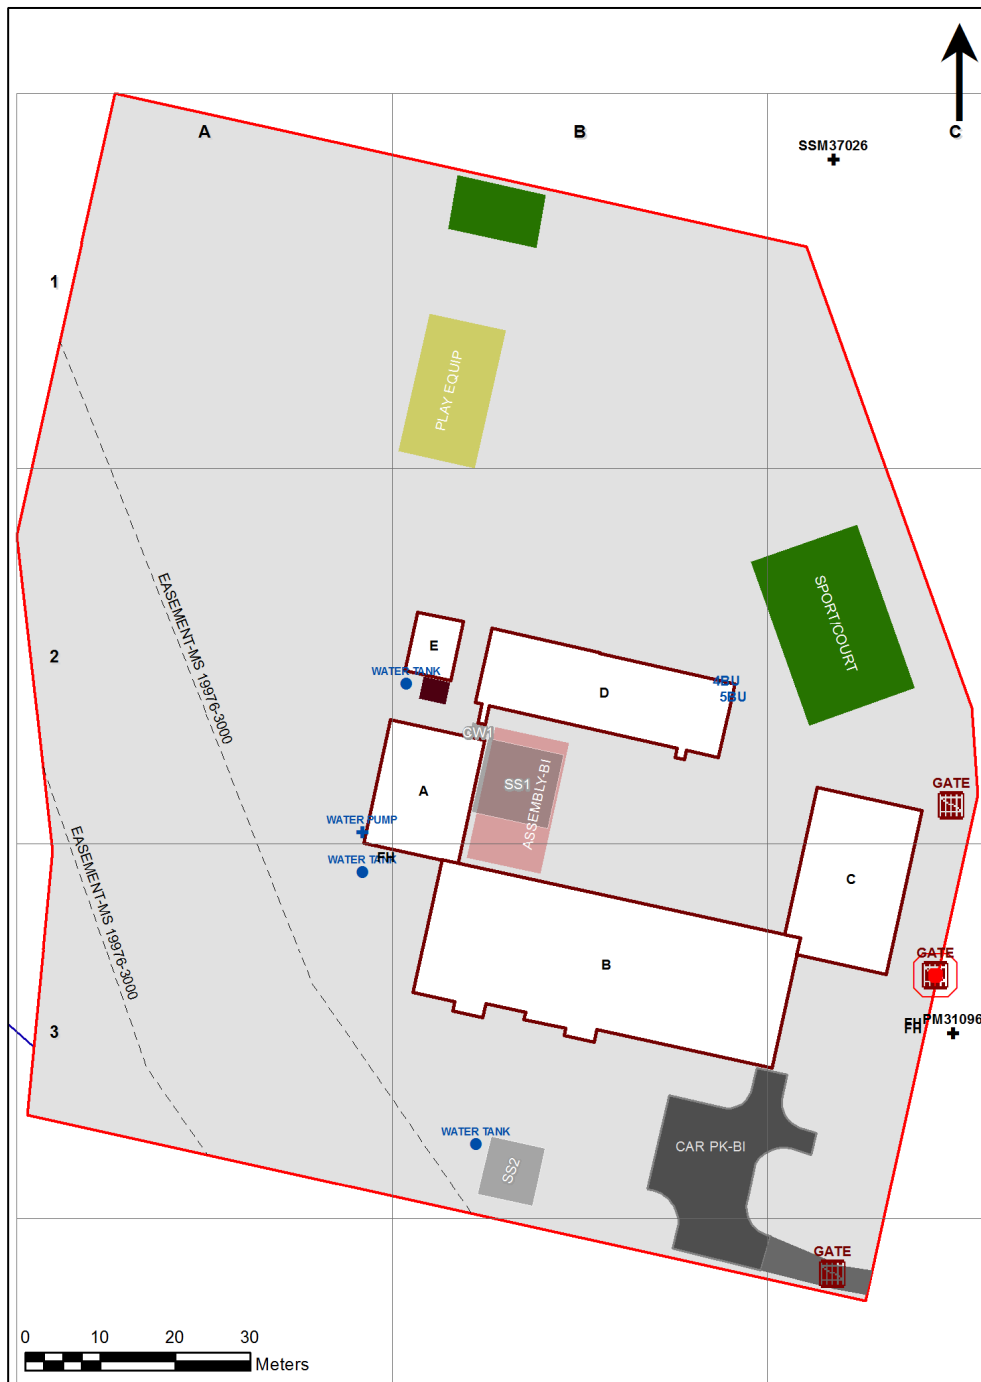 A
B
C
SSM37026
1
PLAY EQUIP
SPORT/COURT
EASEMENT-MS 19976-3000
2
E
WATER TANK
D
4BU
5BU
CW1
SS1
ASSEMBLY-BI
A
GATE
WATER PUMP
FH
WATER TANK
EASEMENT-MS 19976-3000
C
B
GATE
PM31096
FH
3
WATER TANK
SS2
CAR PK-BI
GATE
0 10 20 30
Meters